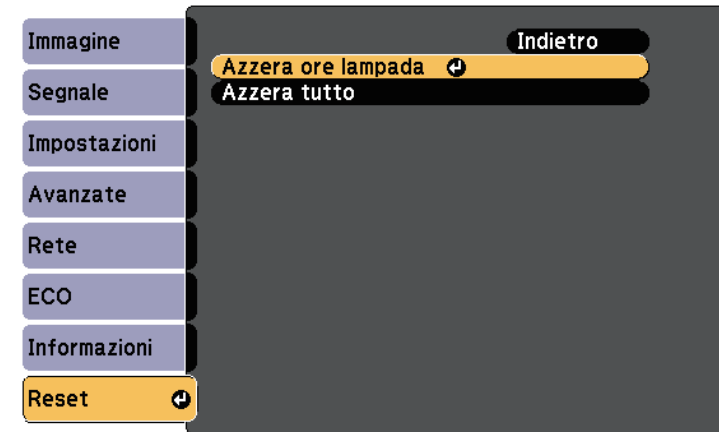 Immagine
Segnale
Impostazioni
Avanzate
Rete
ECO
Informazioni
Reset
Indietro
Azzera ore lampada
Azzera tutto